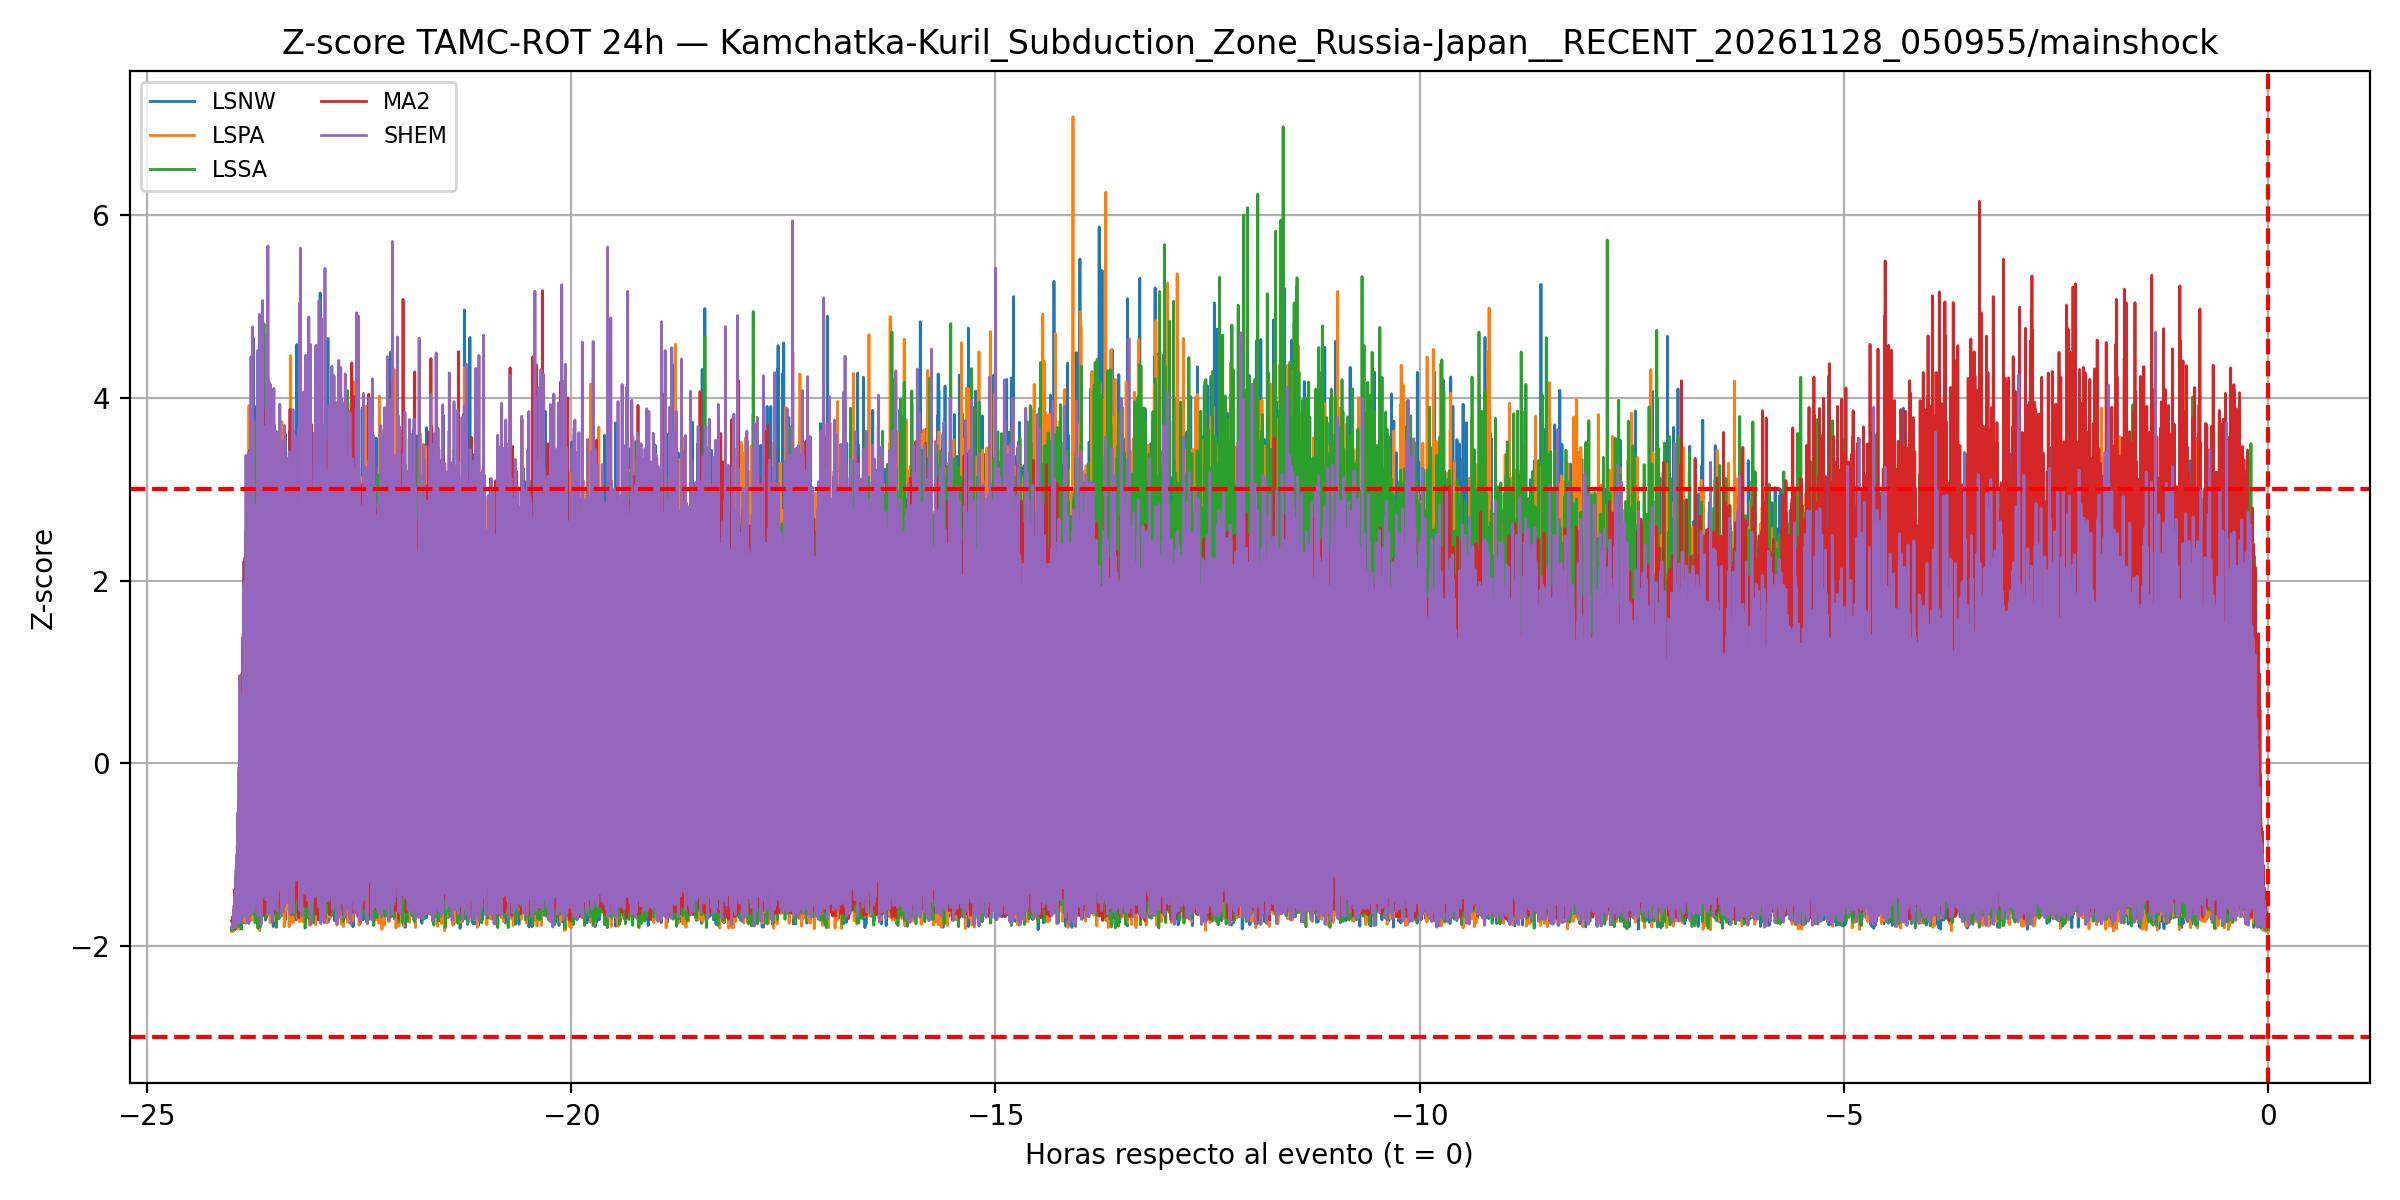 Z-score TAMC-ROT 24h — Kamchatka-Kuril_Subduction_Zone_Russia-Japan__RECENT_20261128_050955/mainshock
LSNW
LSPA
LSSA
MA2
SHEM
6
4
2
0
−2
Z-score
−25
−20
−15
−10
−5
0
Horas respecto al evento (t = 0)